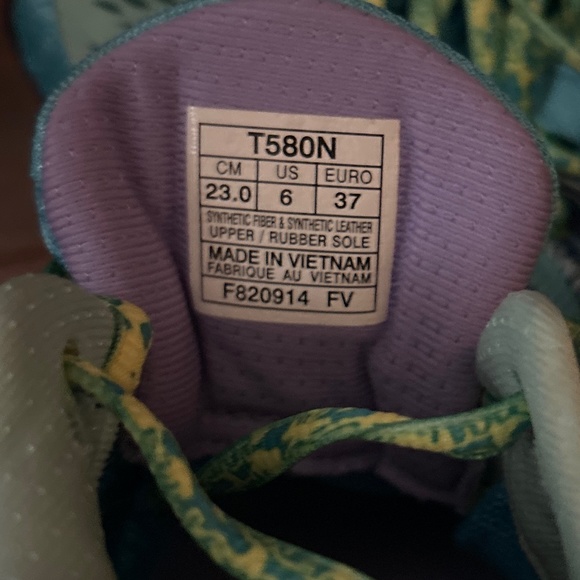 T580N
CM US EURO
23.0 6 37
SYNTHETIC FIBER & SYNTHETIC LEATHER
UPPER / RUBBER SOLE
MADE IN VIETNAM
FABRIQUE AU VIETNAM
F820914 FV